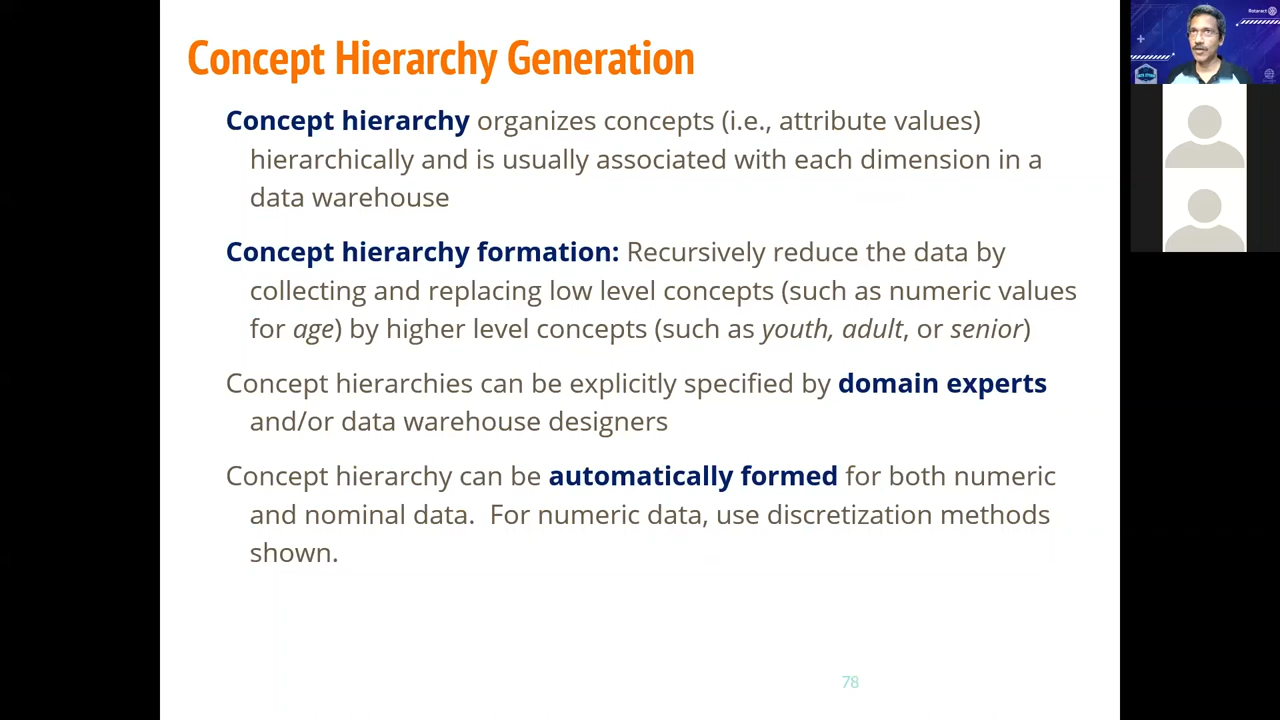 Concept Hierarchy Generation
Concept hierarchy organizes concepts (i.e., attribute values)
hierarchically and is usually associated with each dimension in a
data warehouse
Concept hierarchy formation: Recursively reduce the data by
collecting and replacing low level concepts (such as numeric values
for age) by higher level concepts (such as youth, adult, or senior)
Concept hierarchies can be explicitly specified by domain experts
and/or data warehouse designers
Concept hierarchy can be automatically formed for both numeric
and nominal data.  For numeric data, use discretization methods
shown.
78
Rotaract